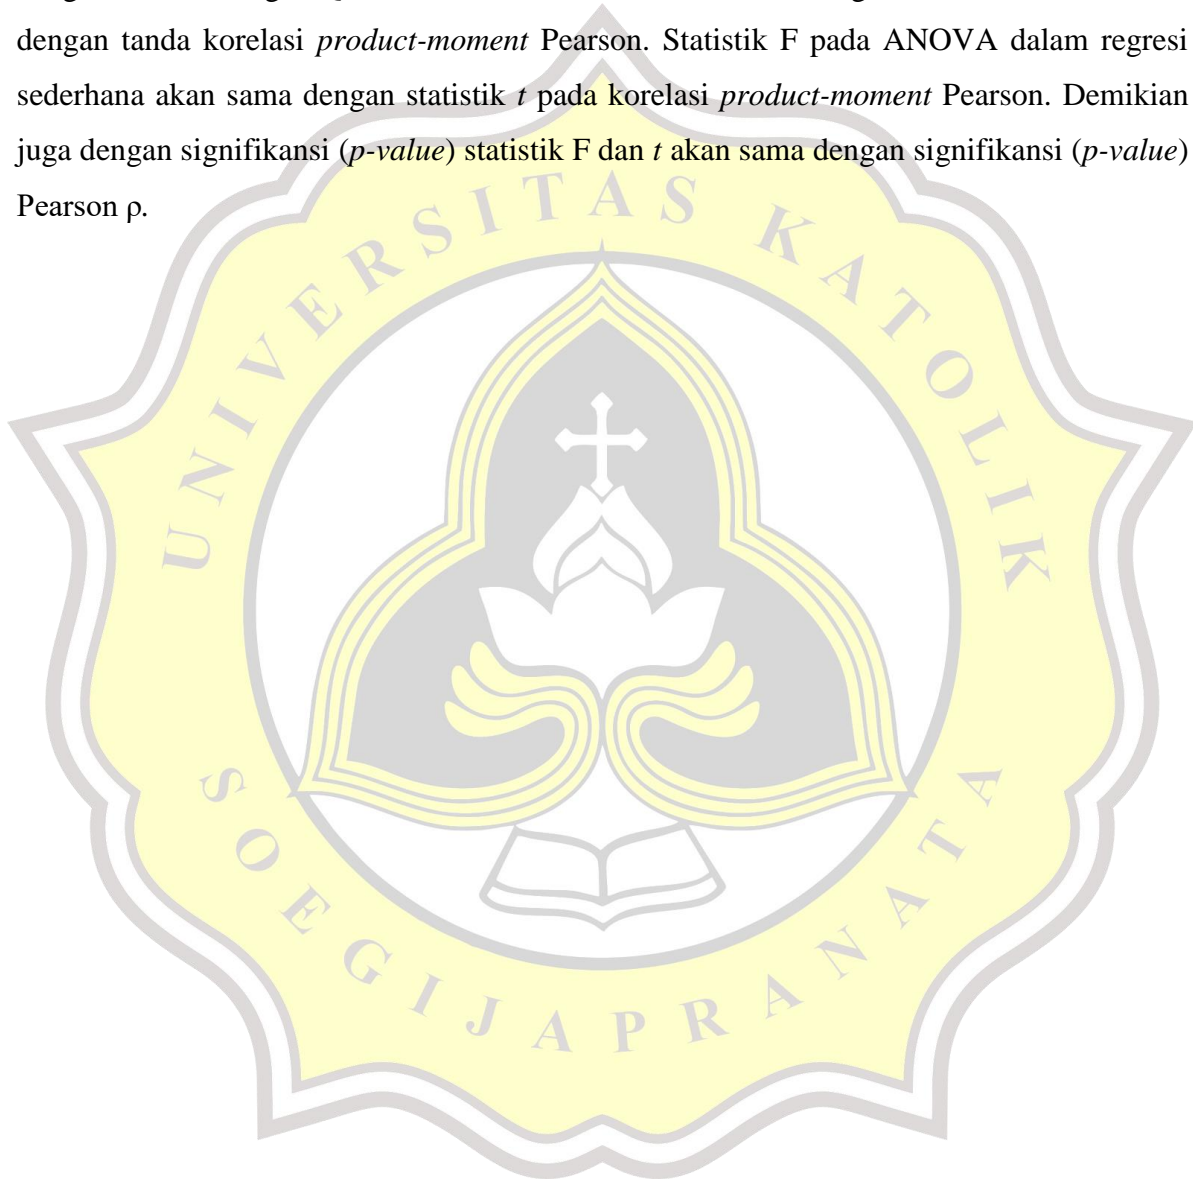 dengan tanda korelasi product-moment Pearson. Statistik F pada ANOVA dalam regresi
sederhana akan sama dengan statistik t pada korelasi product-moment Pearson. Demikian
juga dengan signifikansi (p-value) statistik F dan t akan sama dengan signifikansi (p-value)
Pearson ρ.
UNIVERSITAS KATOLIK
SOEGIJAPRANATA